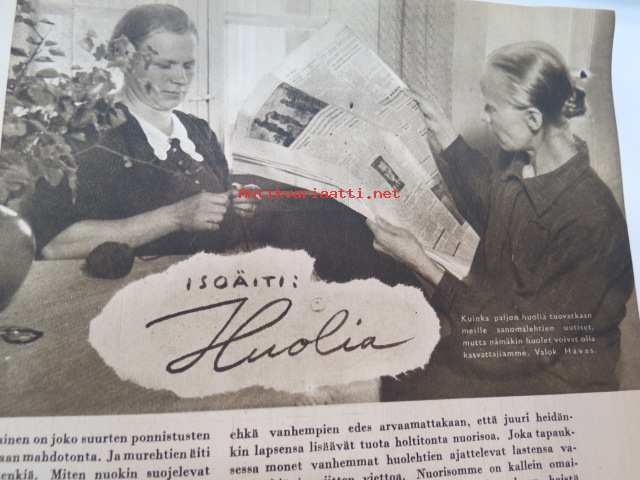 Antikvariaatti.net
ISOÄITI:
Huolia
Kuinka paljon huolia tuovatkaan
meille sanomalehtien uutiset,
mutta nämäkin huolet voivat olla
kasvattajiamme. Valok. Havas.
ainen on joko suurten ponnistusten
aan mahdotonta. Ja murehtien äiti
enkiä. Miten nuokin suojelevat
ehkä vanhempien edes arvaamattakaan, että juuri heidän-
kin lapsensa lisäävät tuota holtitonta nuorisoa. Joka tapauk-
sessa monet vanhemmat huolehtien ajattelevat lastensa va-
viettoa. Nuorisomme on kallein omai-